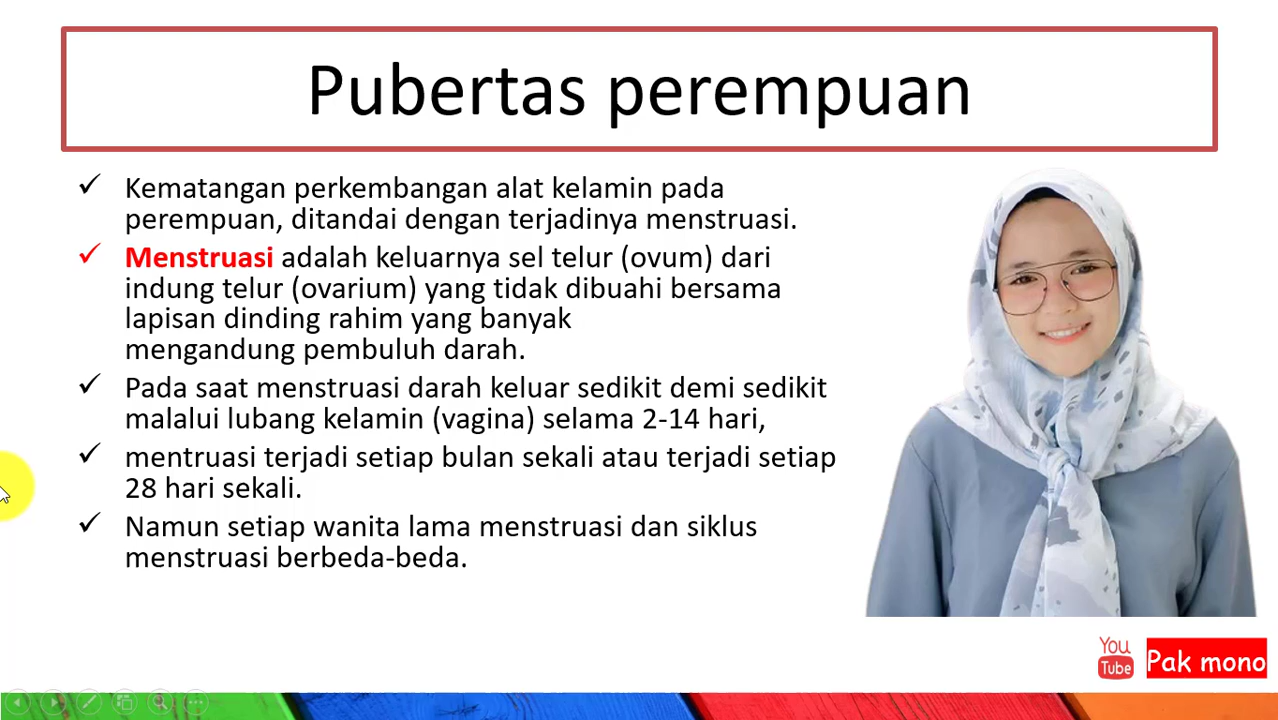 Pubertas perempuan
Kematangan perkembangan alat kelamin pada
perempuan, ditandai dengan terjadinya menstruasi.
Menstruasi adalah keluarnya sel telur (ovum) dari
indung telur (ovarium) yang tidak dibuahi bersama
lapisan dinding rahim yang banyak
mengandung pembuluh darah.
Pada saat menstruasi darah keluar sedikit demi sedikit
malalui lubang kelamin (vagina) selama 2-14 hari,
mentruasi terjadi setiap bulan sekali atau terjadi setiap
28 hari sekali.
Namun setiap wanita lama menstruasi dan siklus
menstruasi berbeda-beda.
You
Tube
Pak mono